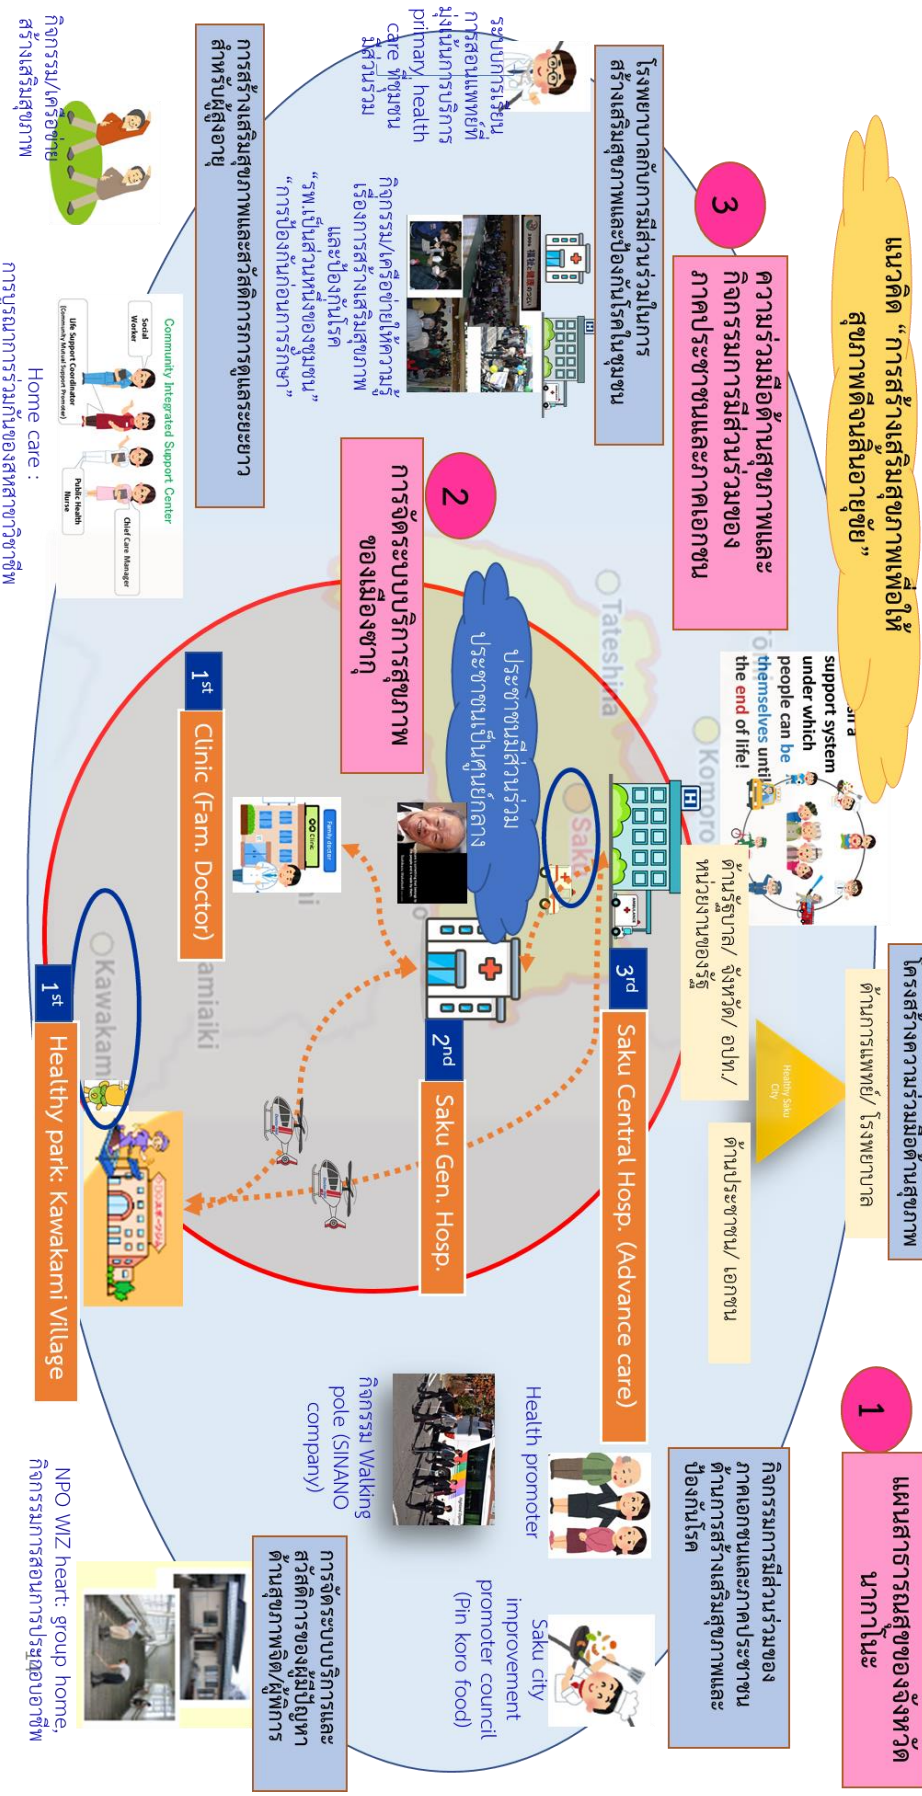 แนวคิด “การสร้างเสริมสุขภาพเพื่อให้
สุขภาพดีจนสิ้นอายุขัย”
1
แผนสาธารณสุขของจังหวัด
นากาโนะ
3
ความร่วมมือด้านสุขภาพและ
กิจกรรมการมีส่วนร่วมของ
ภาคประชาชนและภาคเอกชน
support system
under which
people can be
themselves until
the end of life!
โครงสร้างความร่วมมือด้านสุขภาพ
ด้านการแพทย์/ โรงพยาบาล
Healthy Saku
City
ด้านรัฐบาล/ จังหวัด/ อปท./
หน่วยงานของรัฐ
ด้านประชาชน/ เอกชน
โรงพยาบาลกับการมีส่วนร่วมในการ
สร้างเสริมสุขภาพและป้องกันโรคในชุมชน
ระบบการเรียน
การสอนแพทย์ที่
มุ่งเน้นการบริการ
primary health
care ที่ชุมชน
มีส่วนร่วม
กิจกรรม/เครือข่ายให้ความรู้
เรื่องการสร้างเสริมสุขภาพ
และป้องกันโรค
“รพ.เป็นส่วนหนึ่งของชุมชน”
“การป้องกันก่อนการรักษา”
Komoro
Tateshina
Saku
3rd
Saku Central Hosp. (Advance care)
กิจกรรมการมีส่วนร่วมของ
ภาคเอกชนและภาคประชาชน
ด้านการสร้างเสริมสุขภาพและ
ป้องกันโรค
Health promoter
Saku city
improvement
promoter council
(Pin koro food)
กิจกรรม Walking
pole (SINANO
company)
ประชาชนมีส่วนร่วม
ประชาชนเป็นศูนย์กลาง
2
การจัดระบบบริการสุขภาพ
ของเมืองซากุ
2nd
Saku Gen. Hosp.
Family doctor
Clinic
1st
Clinic (Fam. Doctor)
amiaiki
Kawakam
1st
Healthy park: Kawakami Village
การสร้างเสริมสุขภาพและสวัสดิการการดูแลระยะยาว
สำหรับผู้สูงอายุ
กิจกรรม/เครือข่าย
สร้างเสริมสุขภาพ
Community Integrated Support Center
Social
Worker
Life Support Coordinator
(Community Mutual Support Promoter)
Public Health
Nurse
Chief Care Manager
Home care :
การบูรณาการร่วมกันของสหสาขาวิชาชีพ
การจัดระบบบริการและ
สวัสดิการของผู้มีปัญหา
ด้านสุขภาพจิต/ผู้พิการ
NPO WIZ heart: group home,
กิจกรรมการสอนการประกอบอาชีพ